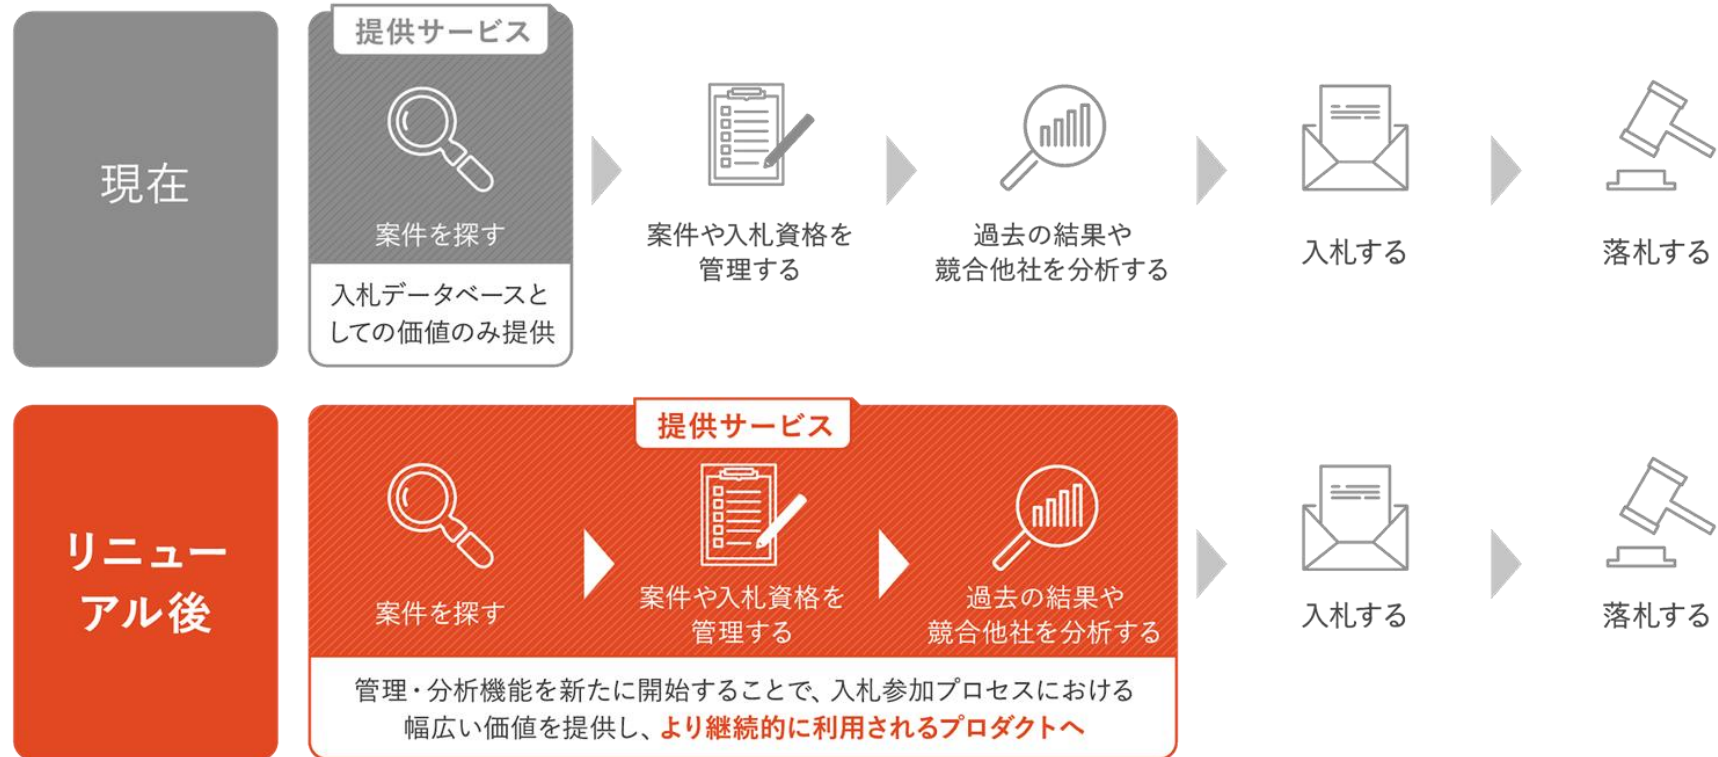 提供サービス
現在
案件を探す
入札データベースと
しての価値のみ提供
案件や入札資格を
管理する
過去の結果や
競合他社を分析する
入札する
落札する
リニュー
アル後
提供サービス
案件を探す
案件や入札資格を
管理する
過去の結果や
競合他社を分析する
管理・分析機能を新たに開始することで、入札参加プロセスにおける
幅広い価値を提供し、より継続的に利用されるプロダクトへ
入札する
落札する